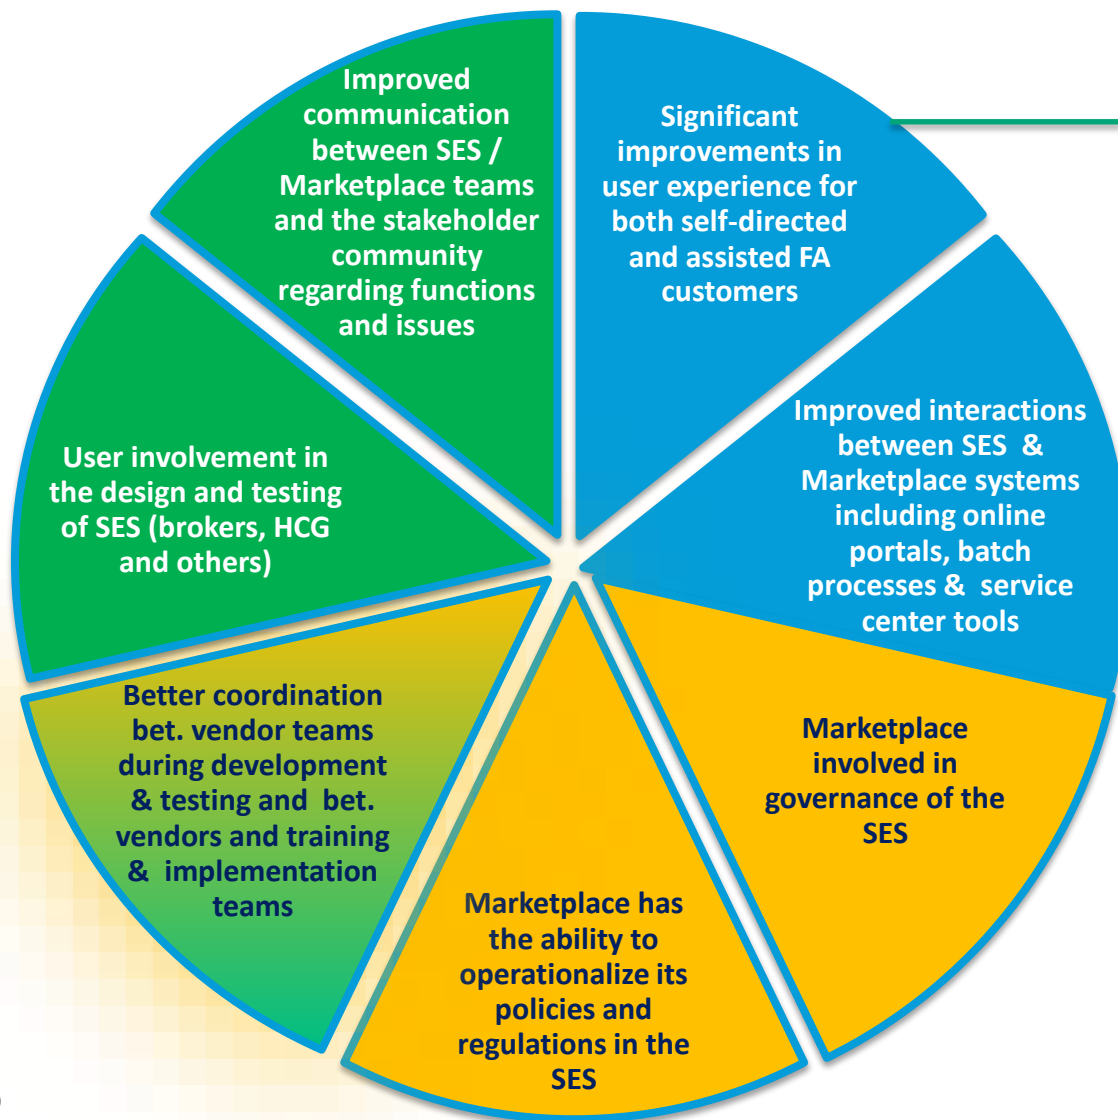 Improved
communication
between SES /
Marketplace teams
and the stakeholder
community
regarding functions
and issues
Significant
improvements in
user experience for
both self-directed
and assisted FA
customers
Improved interactions
between SES &
Marketplace systems
including online
portals, batch
processes & service
center tools
Marketplace
involved in
governance of the
SES
Marketplace has
the ability to
operationalize its
policies and
regulations in the
SES
Better coordination
bet. vendor teams
during development
& testing and bet.
vendors and training
& implementation
teams
User involvement in
the design and testing
of SES (brokers, HCG
and others)